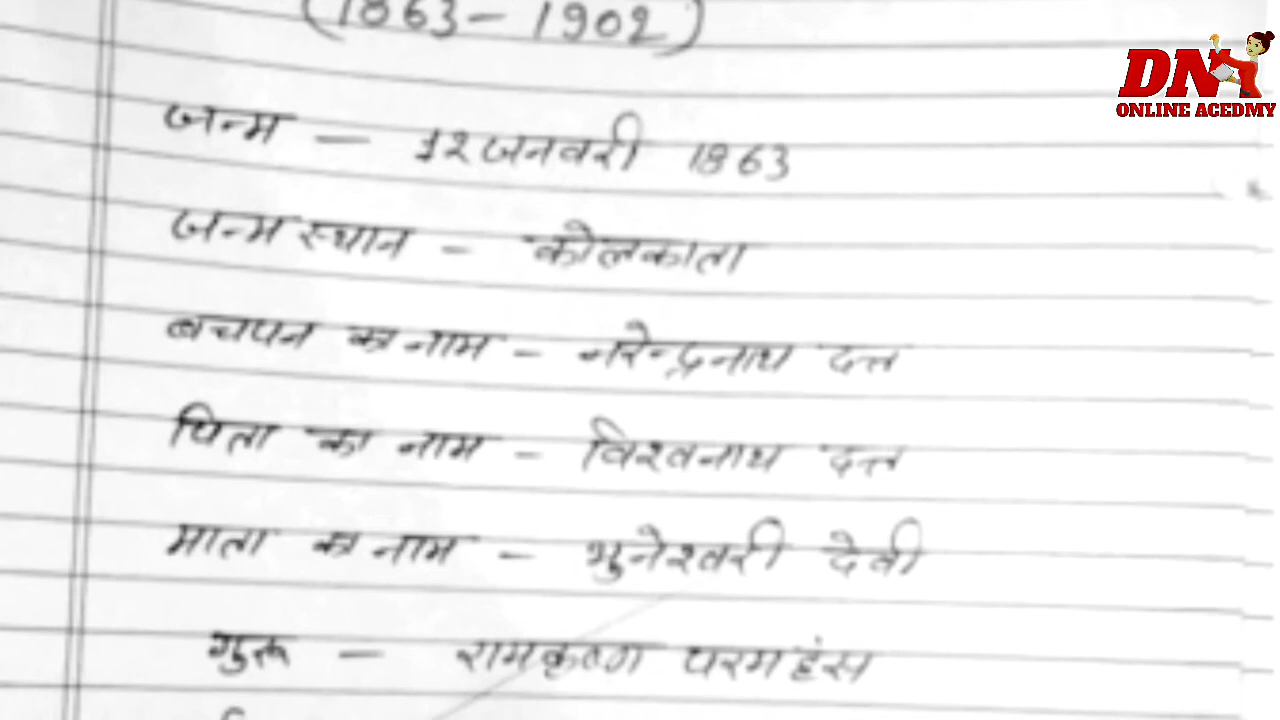 (1863 - 1902)
DN
ONLINE ACEDMY
जन्म - 12 जनवरी 1863
जन्म स्थान - कोलकाता
बचपन का नाम - नरेन्द्रनाथ दत्त
पिता का नाम - विश्वनाथ दत्त
माता का नाम - भुनेश्वरी देवी
गुरू - रामकृष्ण परमहंस